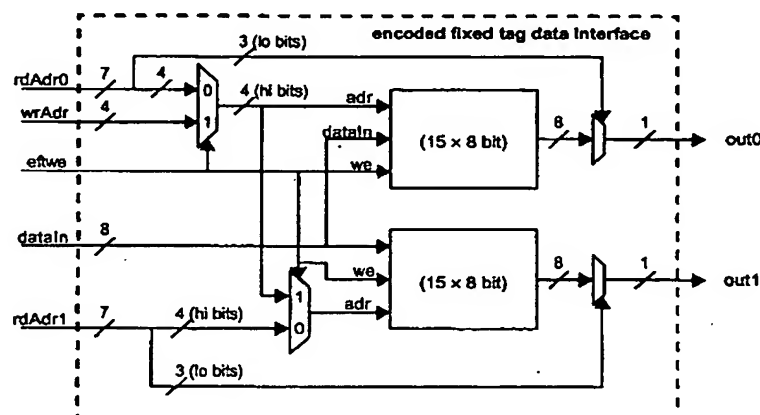 encoded fixed tag data interface
3 (lo bits)
rdAdr0
7
4
0
4 (hi bits)
adr
wrAdr
4
1
dataIn
(15 × 8 bit)
8
1
out0
eftwe
we
dataIn
8
we
(15 × 8 bit)
8
1
out1
1
adr
rdAdr1
7
4 (hi bits)
0
3 (lo bits)